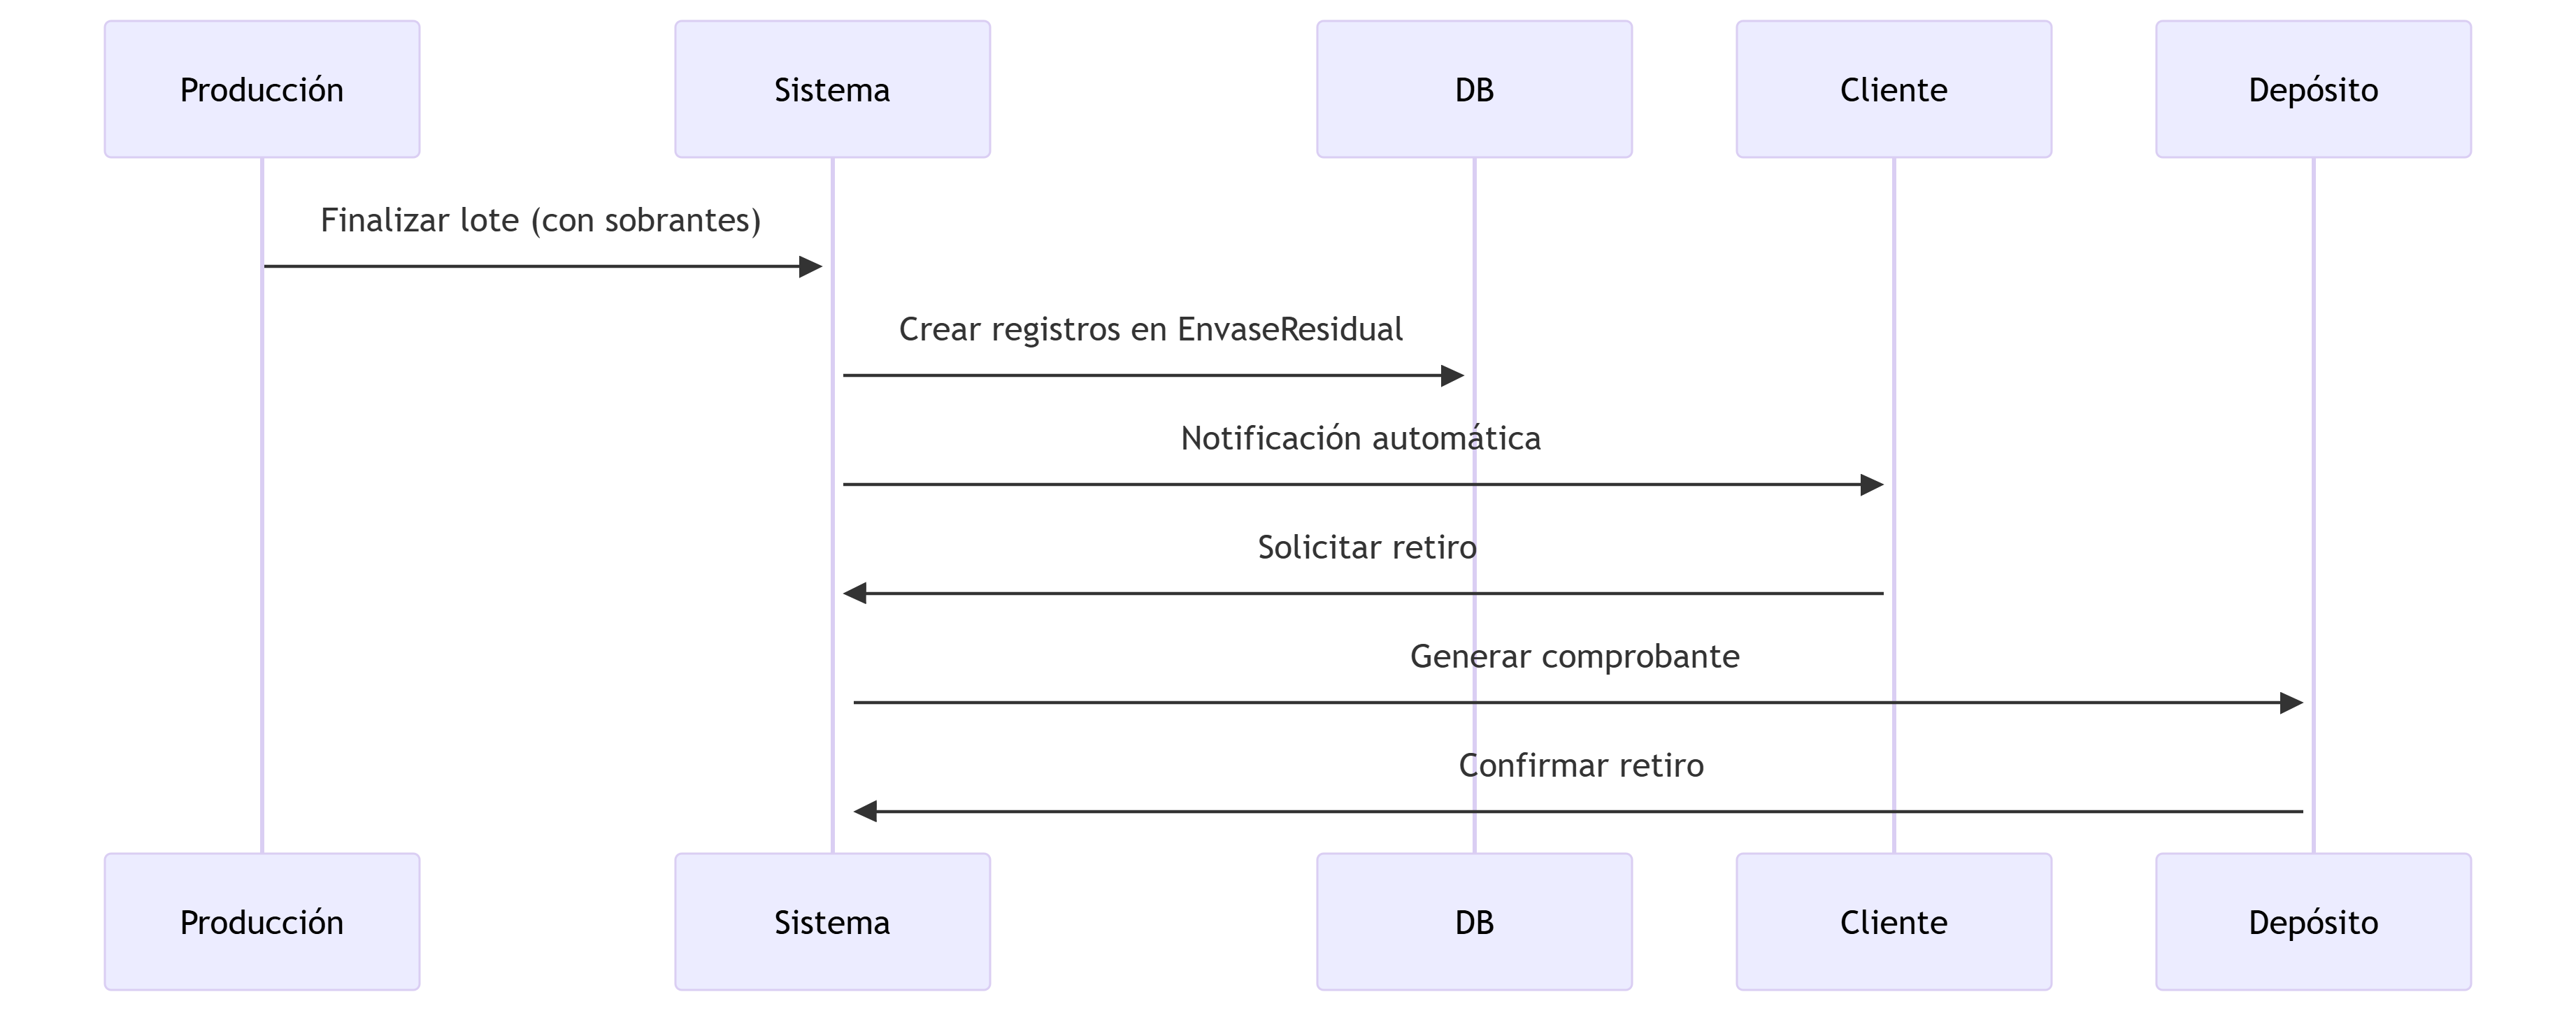 Producción
Sistema
DB
Cliente
Depósito
Finalizar lote (con sobrantes)
Crear registros en EnvaseResidual
Notificación automática
Solicitar retiro
Generar comprobante
Confirmar retiro
Producción
Sistema
DB
Cliente
Depósito